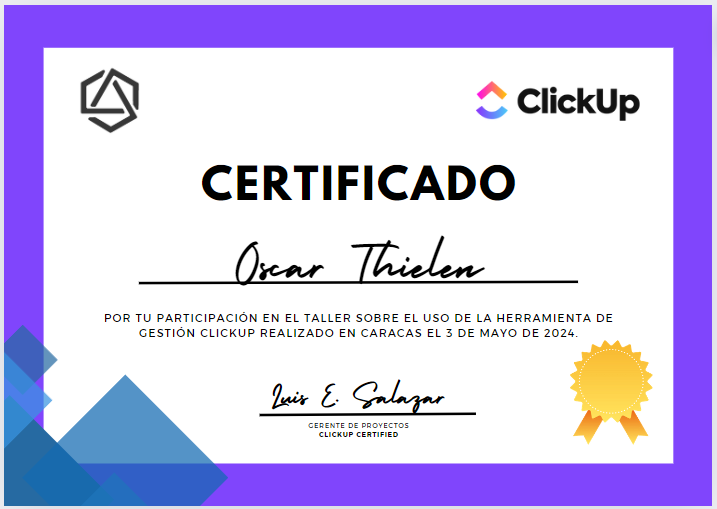 ClickUp
CERTIFICADO
Oscar Thielen
POR TU PARTICIPACIÓN EN EL TALLER SOBRE EL USO DE LA HERRAMIENTA DE
GESTIÓN CLICKUP REALIZADO EN CARACAS EL 3 DE MAYO DE 2024.
Luis E. Salazar
GERENTE DE PROYECTOS
CLICKUP CERTIFIED